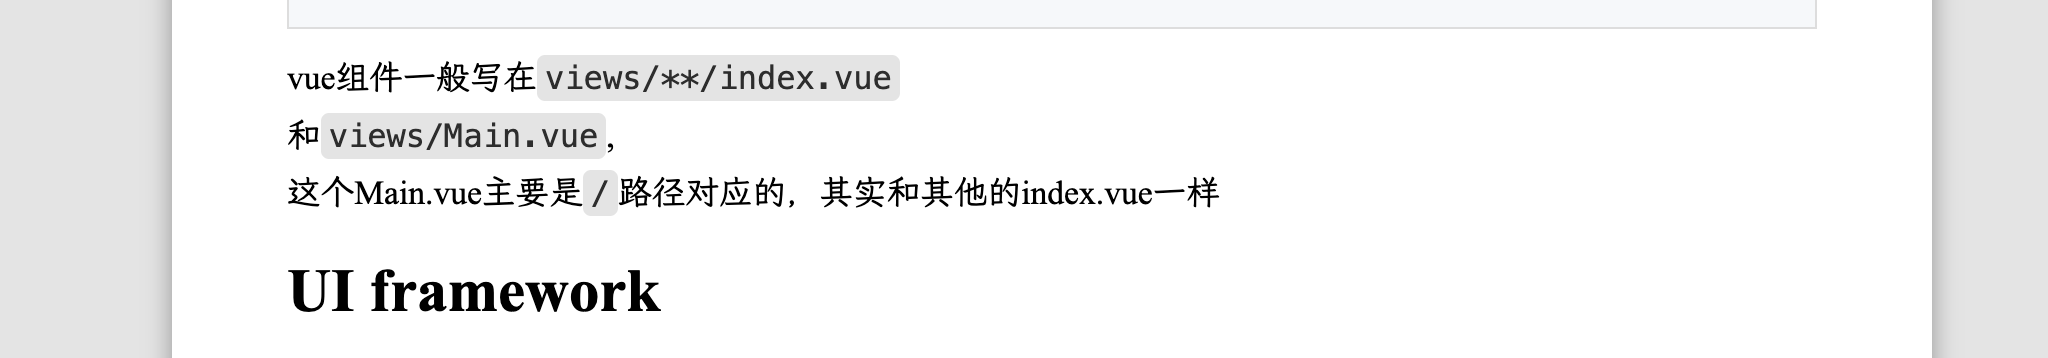 vue组件一般写在views/**/index.vue
和views/Main.vue,
这个Main.vue主要是/路径对应的，其实和其他的index.vue一样
UI framework